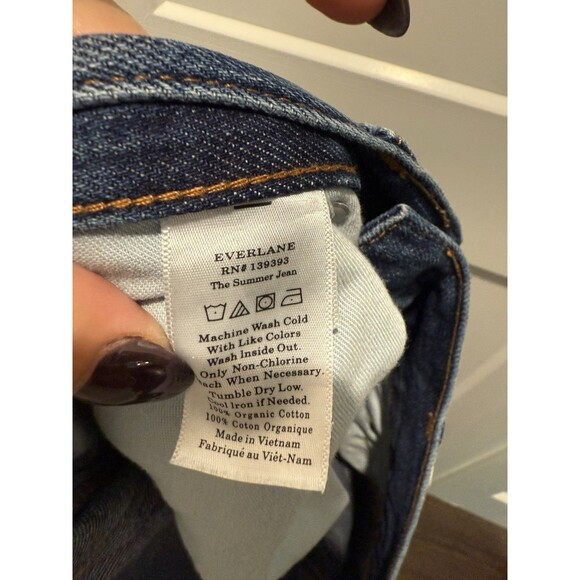 EVERLANE
RN# 139393
The Summer Jean
Machine Wash Cold
With Like Colors
Wash Inside Out.
Only Non-Chlorine
When Necessary.
Tumble Dry Low.
Cool Iron if Needed.
100% Organic Cotton
100% Coton Organique
Made in Vietnam
Fabriqué au Viêt-Nam